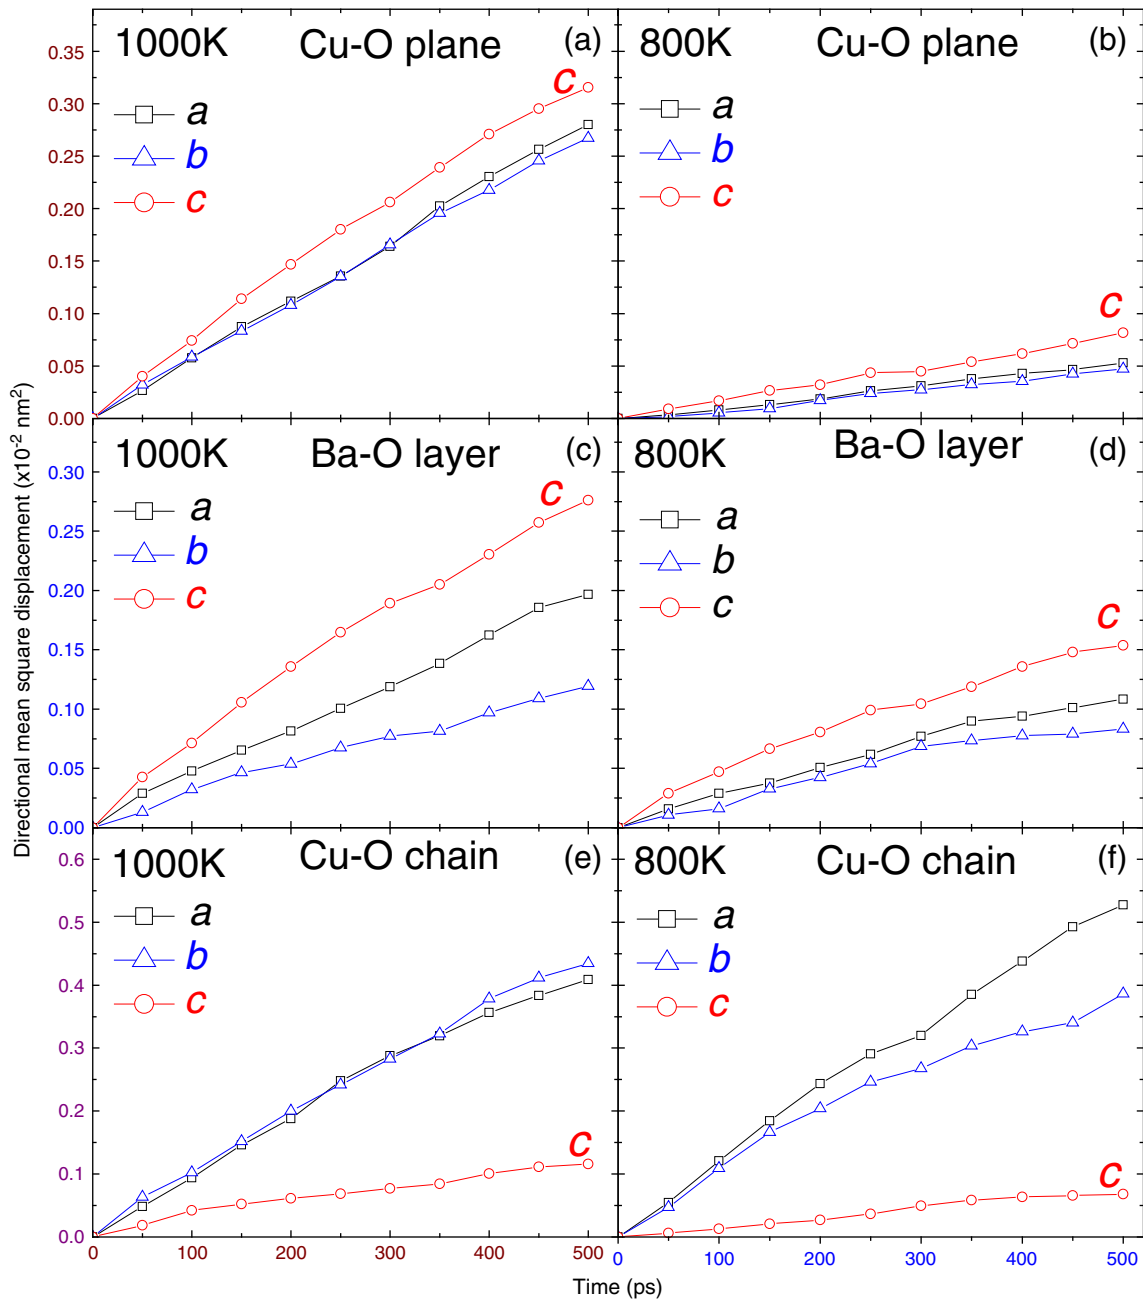 1000K Cu-O plane (a)
0.35
0.30
0.25
0.20
0.15
0.10
0.05
0.00
a
b
c
c
800K Cu-O plane (b)
a
b
c
c
1000K Ba-O layer (c)
0.30
0.25
0.20
0.15
0.10
0.05
0.00
a
b
c
c
800K Ba-O layer (d)
a
b
c
c
1000K Cu-O chain (e)
0.6
0.5
0.4
0.3
0.2
0.1
0.0
a
b
c
c
0 100 200 300 400 500
800K Cu-O chain (f)
a
b
c
c
0 100 200 300 400 500
Directional mean square displacement (x10⁻² nm²)
Time (ps)